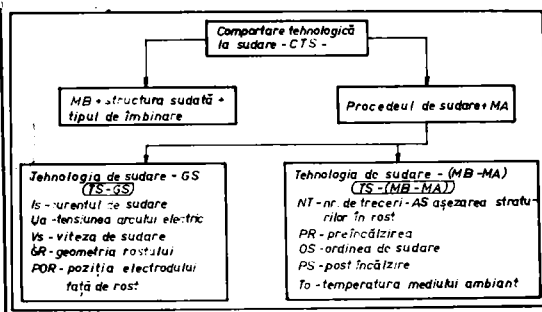 Comportare tehnologică
la sudare - CTS -
MB + structura sudată +
tipul de îmbinare
Procedeul de sudare + MA
Tehnologia de sudare - GS
(TS-GS)
Is - curentul de sudare
Ua - tensiunea arcului electric
Vs - viteza de sudare
GR - geometria rostului
POR - poziția electrodului
față de rost
Tehnologia de sudare - (MB-MA)
TS-(MB-MA)
NT - nr. de treceri - AS așezarea stratu-
rilor în rost
PR - preîncălzirea
OS - ordinea de sudare
PS - post încălzire
To - temperatura mediului ambiant